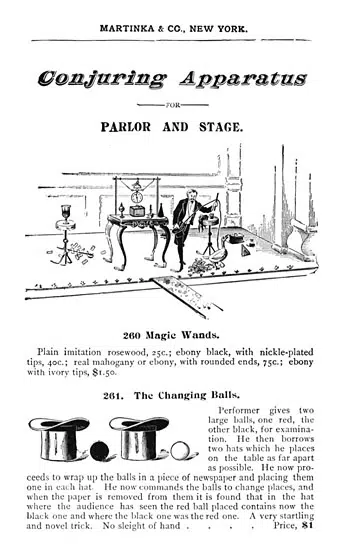 MARTINKA & CO., NEW YORK.
Conjuring Apparatus
FOR
PARLOR AND STAGE.
260 Magic Wands.
Plain imitation rosewood, 25c.; ebony black, with nickle-plated
tips, 40c.; real mahogany or ebony, with rounded ends, 75c.; ebony
with ivory tips, $1.50.
261. The Changing Balls.
Performer gives two
large balls, one red, the
other black, for examina-
tion. He then borrows
two hats which he places
on the table as far apart
as possible. He now pro-
ceeds to wrap up the balls in a piece of newspaper and placing them
one in each hat. He now commands the balls to change places, and
when the paper is removed from them it is found that in the hat
where the audience has seen the red ball placed contains now the
black one and where the black one was the red one. A very startling
and novel trick. No sleight of hand . . . . Price, $1